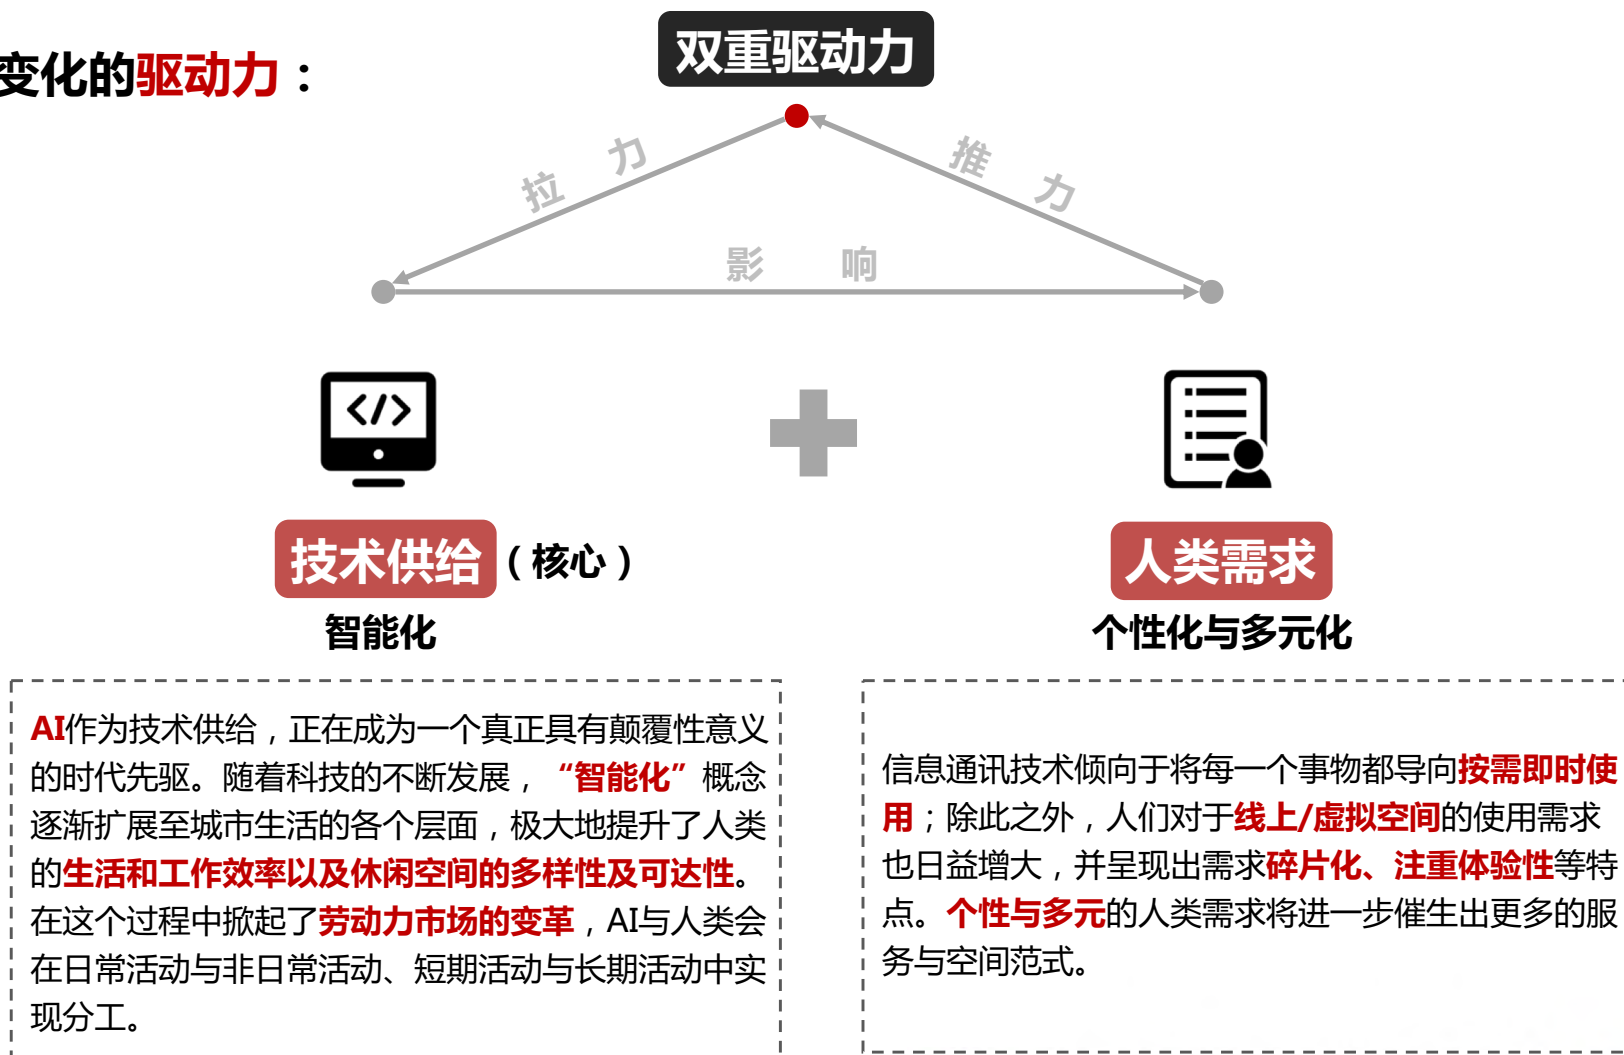 变化的驱动力：
双重驱动力
拉力
推力
影响
</>
技术供给（核心）
智能化
人类需求
个性化与多元化
AI作为技术供给，正在成为一个真正具有颠覆性意义
的时代先驱。随着科技的不断发展，“智能化”概念
逐渐扩展至城市生活的各个层面，极大地提升了人类
的生活和工作效率以及休闲空间的多样性及可达性。
在这个过程中掀起了劳动力市场的变革，AI与人类会
在日常活动与非日常活动、短期活动与长期活动中实
现分工。
信息通讯技术倾向于将每一个事物都导向按需即时使
用；除此之外，人们对于线上/虚拟空间的使用需求
也日益增大，并呈现出需求碎片化、注重体验性等特
点。个性与多元的人类需求将进一步催生出更多的服
务与空间范式。